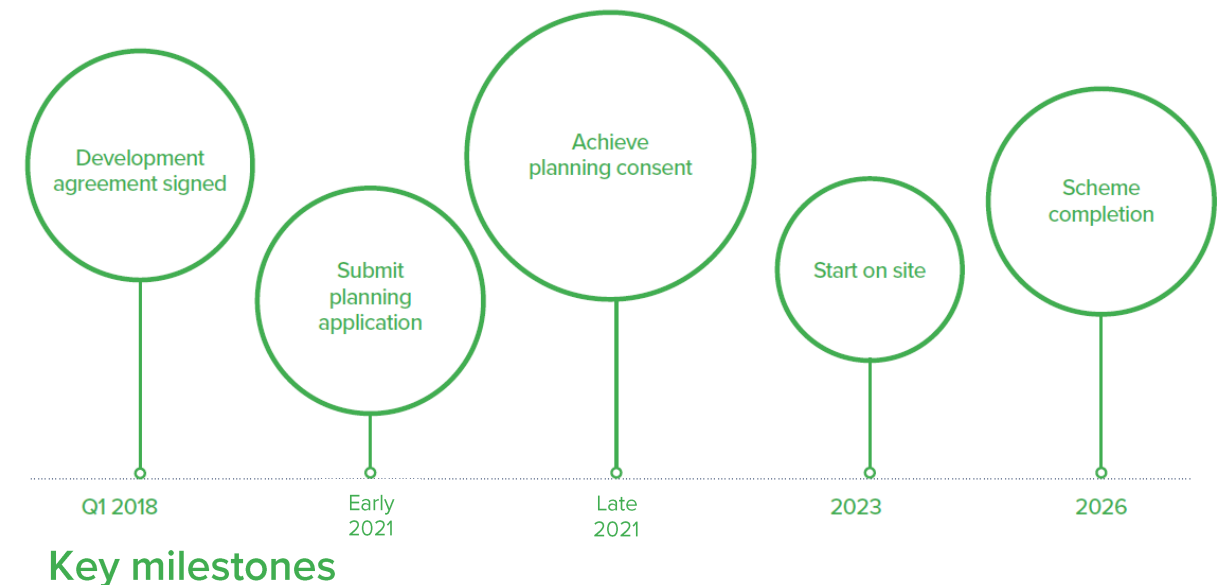 Development
agreement signed
Submit
planning
application
Achieve
planning consent
Start on site
Scheme
completion
Q1 2018
Early
2021
Late
2021
2023
2026
Key milestones